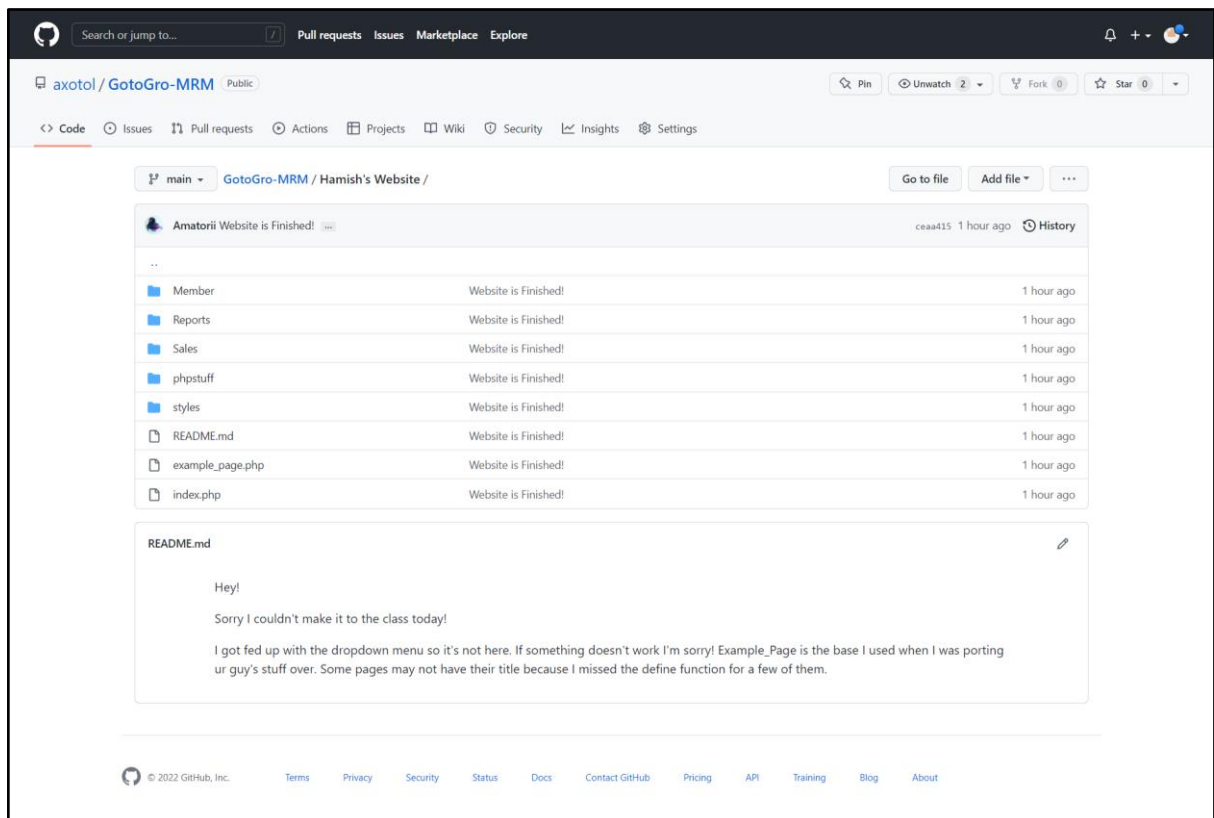 Search or jump to... / Pull requests Issues Marketplace Explore
axotol / GotoGro-MRM Public Pin Unwatch 2 Fork 0 Star 0
<> Code Issues Pull requests Actions Projects Wiki Security Insights Settings
main GotoGro-MRM / Hamish's Website / Go to file Add file ...
Amatorii Website is Finished! ... ceaa415 1 hour ago History
..
Member Website is Finished! 1 hour ago
Reports Website is Finished! 1 hour ago
Sales Website is Finished! 1 hour ago
phpstuff Website is Finished! 1 hour ago
styles Website is Finished! 1 hour ago
README.md Website is Finished! 1 hour ago
example_page.php Website is Finished! 1 hour ago
index.php Website is Finished! 1 hour ago
README.md
Hey!
Sorry I couldn't make it to the class today!
I got fed up with the dropdown menu so it's not here. If something doesn't work I'm sorry! Example_Page is the base I used when I was porting
ur guy's stuff over. Some pages may not have their title because I missed the define function for a few of them.
© 2022 GitHub, Inc. Terms Privacy Security Status Docs Contact GitHub Pricing API Training Blog About